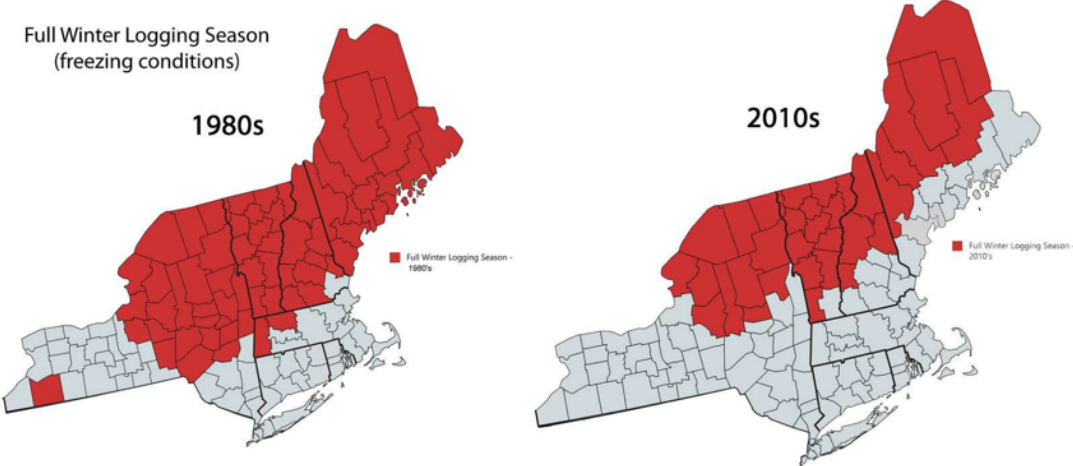 Full Winter Logging Season
(freezing conditions)
1980s
2010s
Full Winter Logging Season -
1980's
Full Winter Logging Season -
2010's